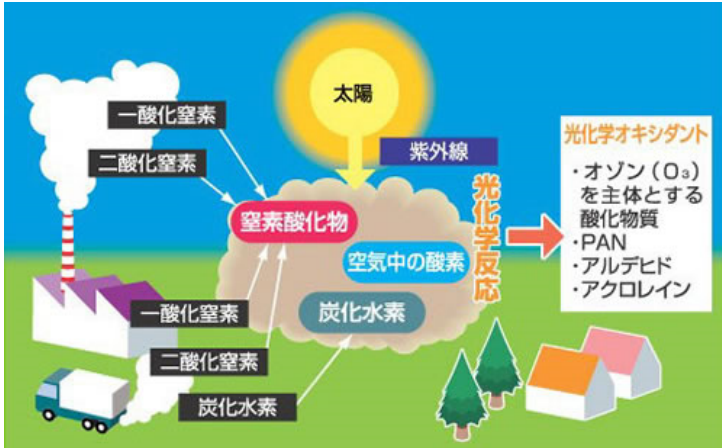 太陽
一酸化窒素
紫外線
二酸化窒素
窒素酸化物
空気中の酸素
光化学反応
炭化水素
一酸化窒素
二酸化窒素
炭化水素
光化学オキシダント
・オゾン（O₃）
を主体とする
酸化物質
・PAN
・アルデヒド
・アクロレイン